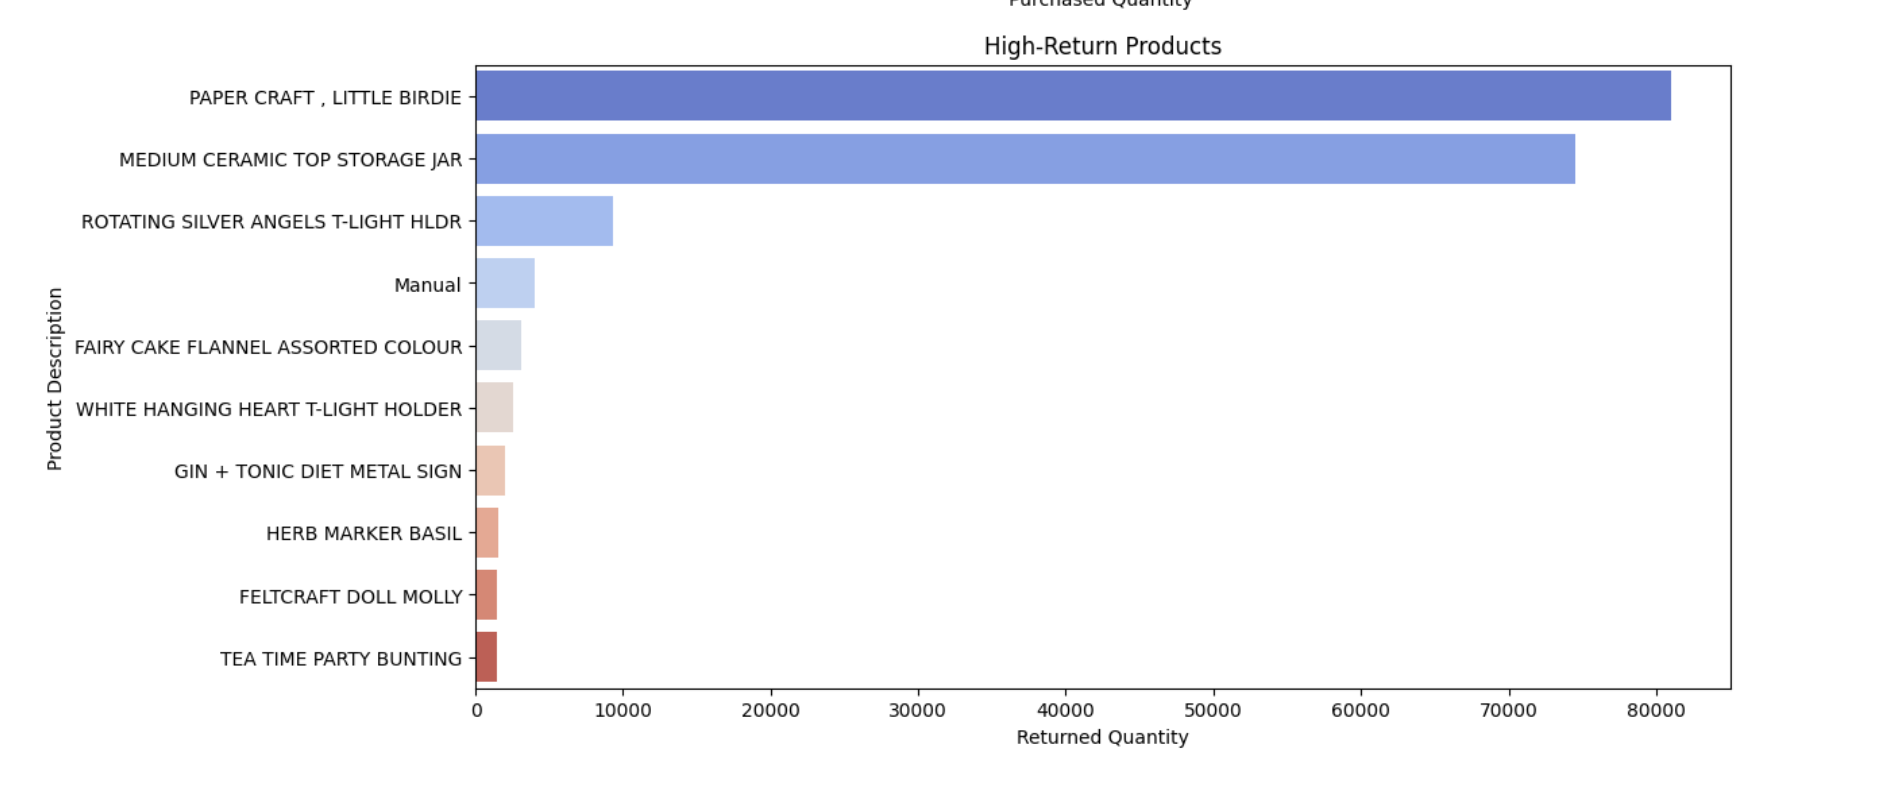 Purchased Quantity
High-Return Products
PAPER CRAFT , LITTLE BIRDIE
MEDIUM CERAMIC TOP STORAGE JAR
ROTATING SILVER ANGELS T-LIGHT HLDR
Manual
FAIRY CAKE FLANNEL ASSORTED COLOUR
WHITE HANGING HEART T-LIGHT HOLDER
GIN + TONIC DIET METAL SIGN
HERB MARKER BASIL
FELTCRAFT DOLL MOLLY
TEA TIME PARTY BUNTING
Product Description
0 10000 20000 30000 40000 50000 60000 70000 80000
Returned Quantity